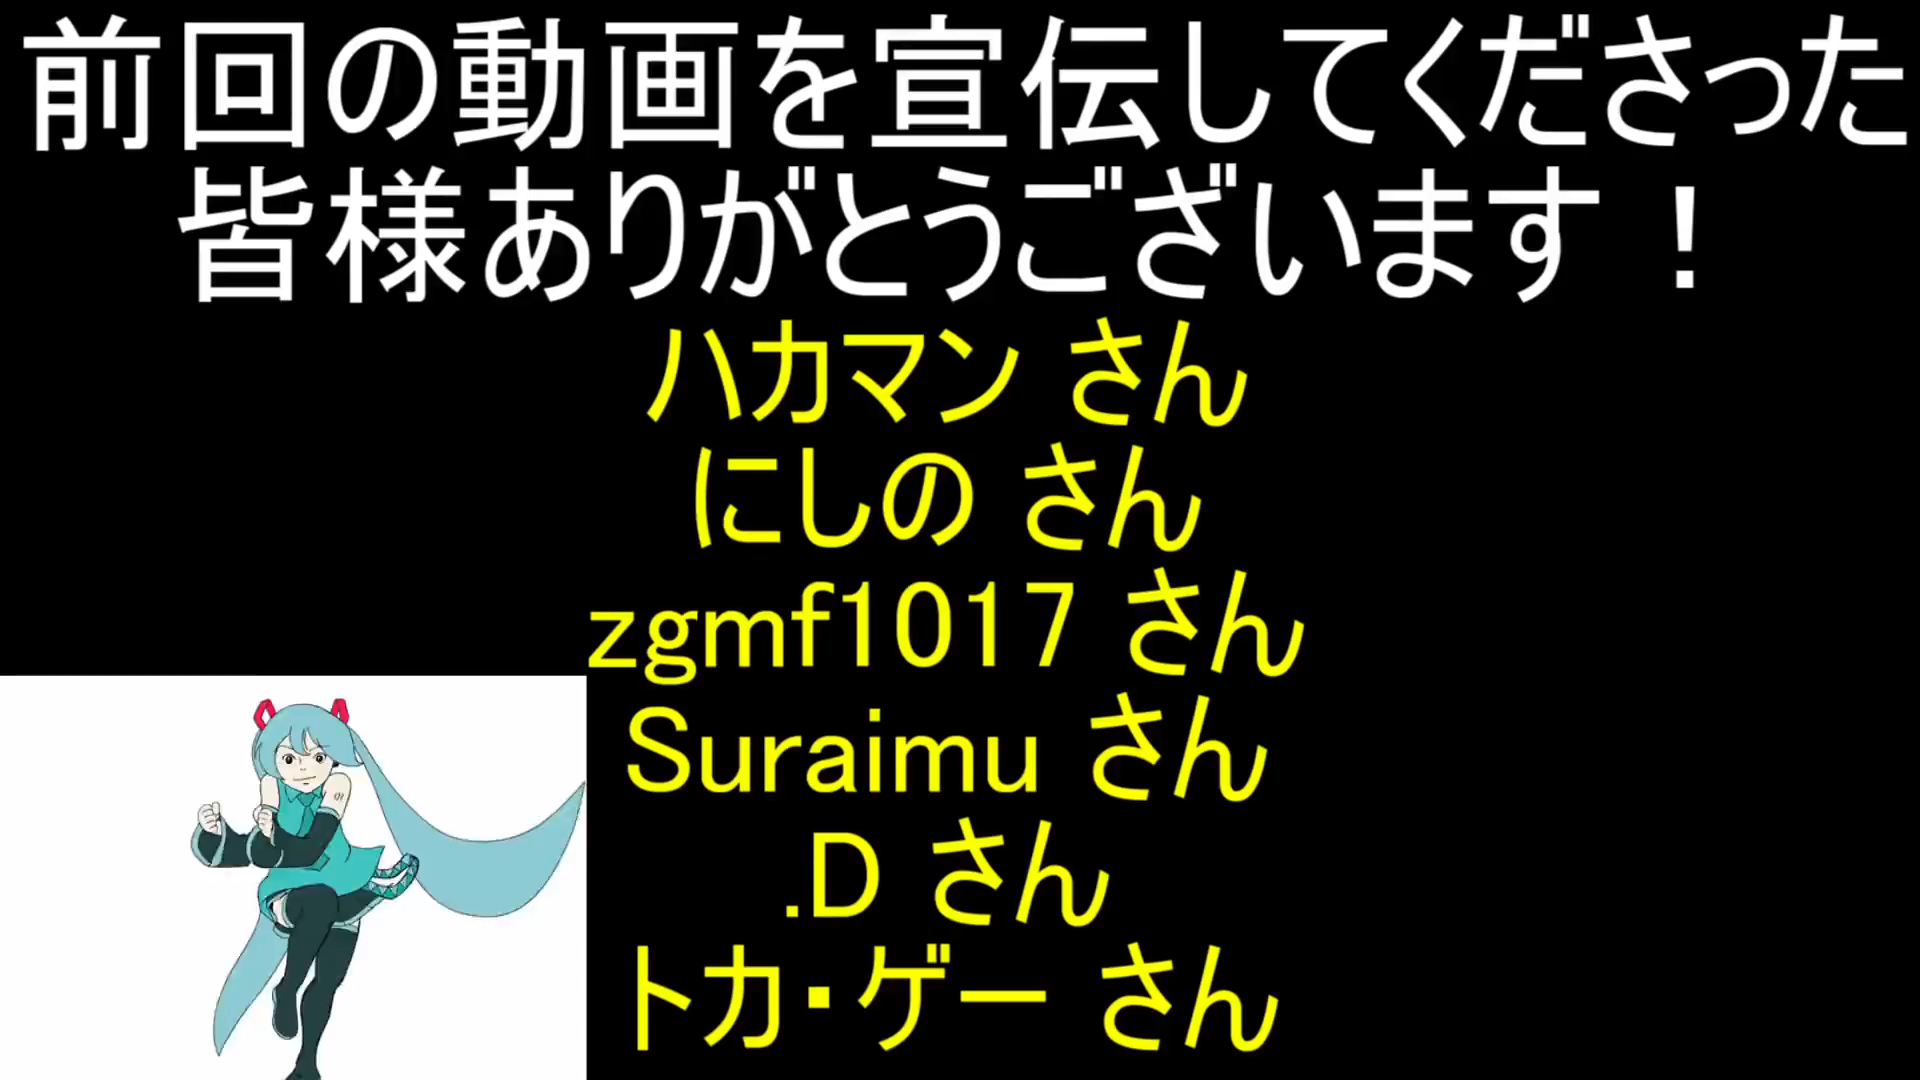 前回の動画を宣伝してくださった
皆様ありがとうございます！
ハカマン さん
にしの さん
zgmf1017 さん
Suraimu さん
.D さん
トカ・ゲー さん
01